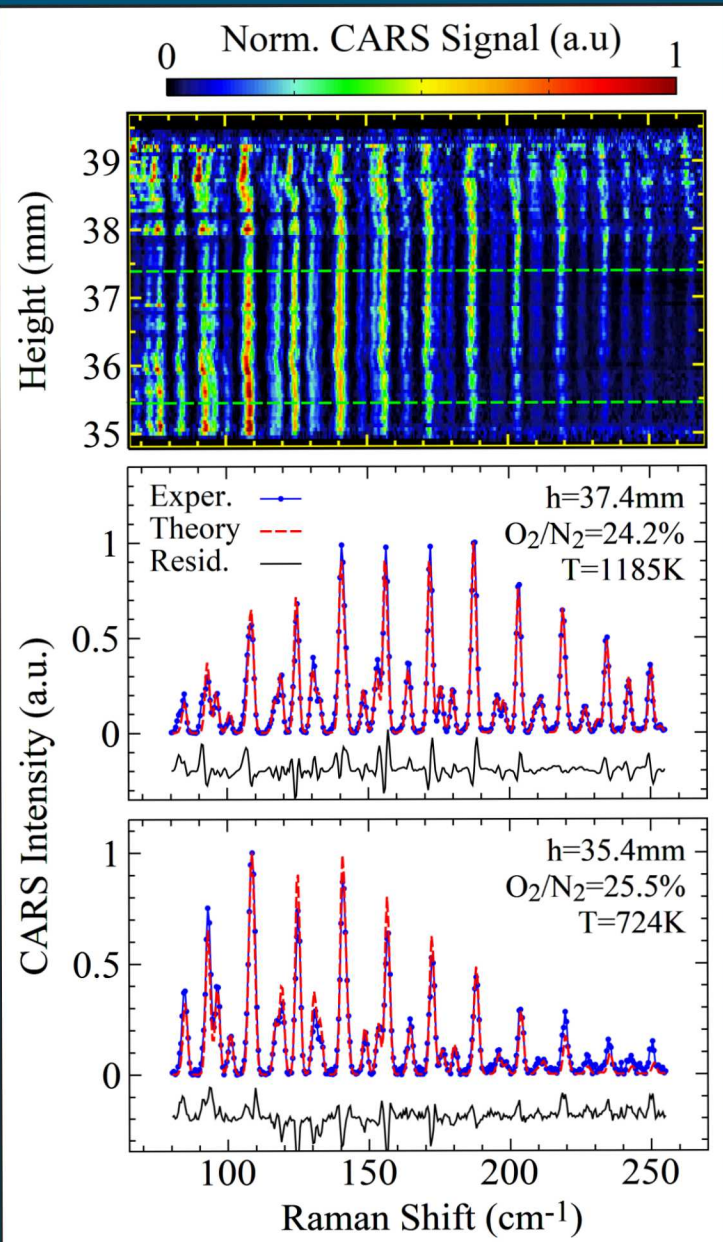 Norm. CARS Signal (a.u)
0 1
Height (mm)
39
38
37
36
35
Exper.
Theory
Resid.
h=37.4mm
O₂/N₂=24.2%
T=1185K
1
0.5
0
CARS Intensity (a.u.)
h=35.4mm
O₂/N₂=25.5%
T=724K
1
0.5
0
100 150 200 250
Raman Shift (cm⁻¹)